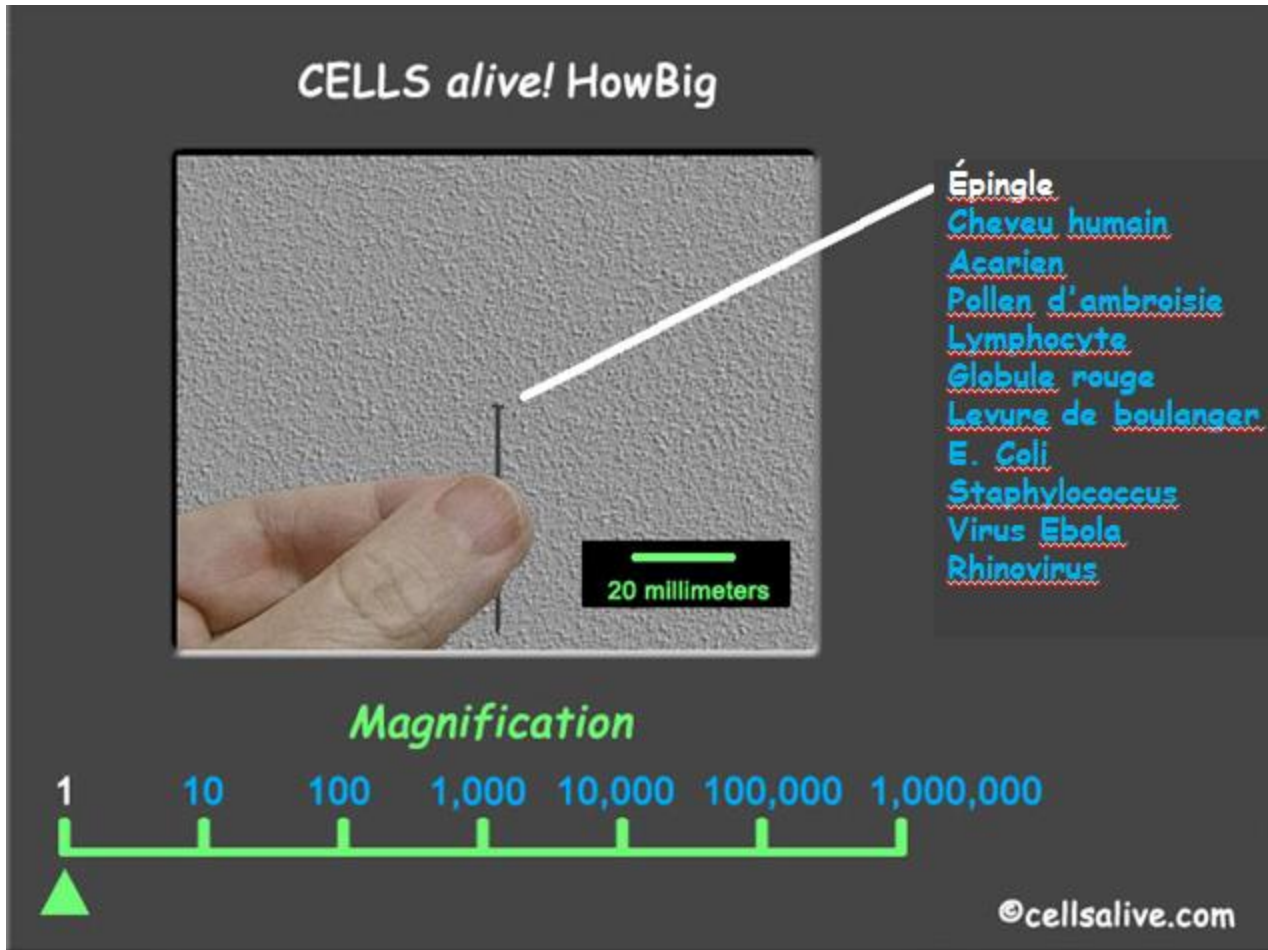 CELLS alive! HowBig
Épingle
Cheveu humain
Acarien
Pollen d'ambroisie
Lymphocyte
Globule rouge
Levure de boulanger
E. Coli
Staphylococcus
Virus Ebola
Rhinovirus
20 millimeters
Magnification
1 10 100 1,000 10,000 100,000 1,000,000
©cellsalive.com